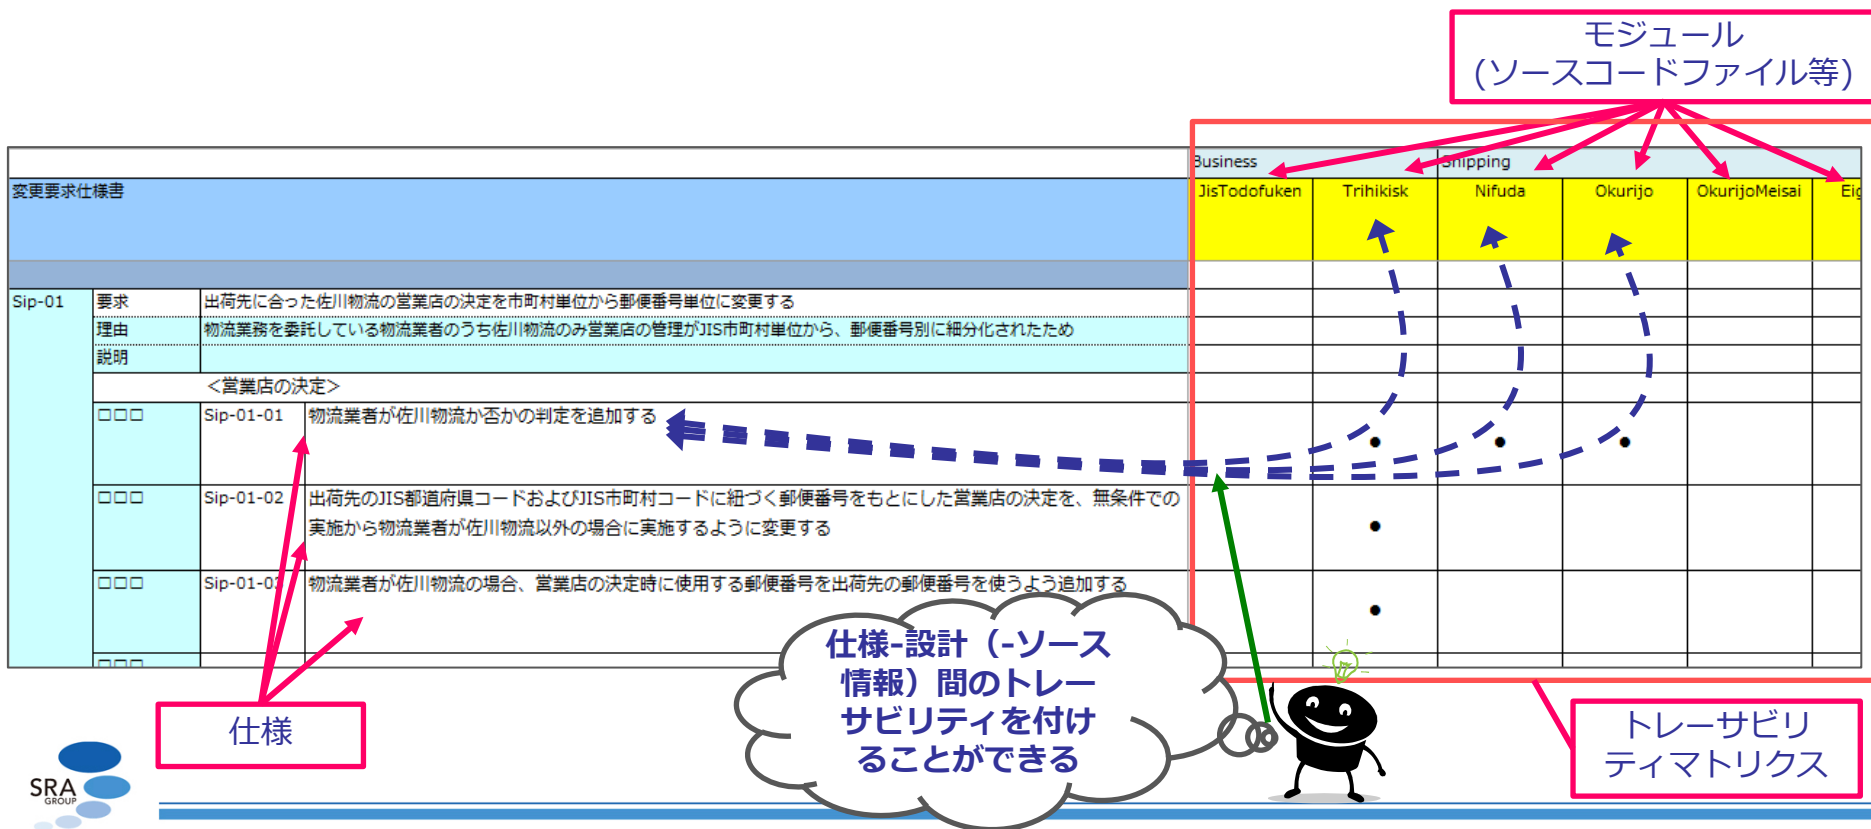 モジュール
(ソースコードファイル等)
Business
Shipping
変更要求仕様書
JisTodofuken
Trihikisk
Nifuda
Okurijo
OkurijoMeisai
Sip-01
要求
出荷先に合った佐川物流の営業店の決定を市町村単位から郵便番号単位に変更する
理由
物流業務を委託している物流業者のうち佐川物流のみ営業店の管理がJIS市町村単位から、郵便番号別に細分化されたため
説明
＜営業店の決定＞
□□□
Sip-01-01
物流業者が佐川物流か否かの判定を追加する
●
●
●
□□□
Sip-01-02
出荷先のJIS都道府県コードおよびJIS市町村コードに紐づく郵便番号をもとにした営業店の決定を、無条件での
実施から物流業者が佐川物流以外の場合に実施するように変更する
●
□□□
Sip-01-03
物流業者が佐川物流の場合、営業店の決定時に使用する郵便番号を出荷先の郵便番号を使うよう追加する
●
□□□
仕様-設計（-ソース
情報）間のトレー
サビリティを付け
ることができる
仕様
トレーサビリ
ティマトリクス
SRA
GROUP